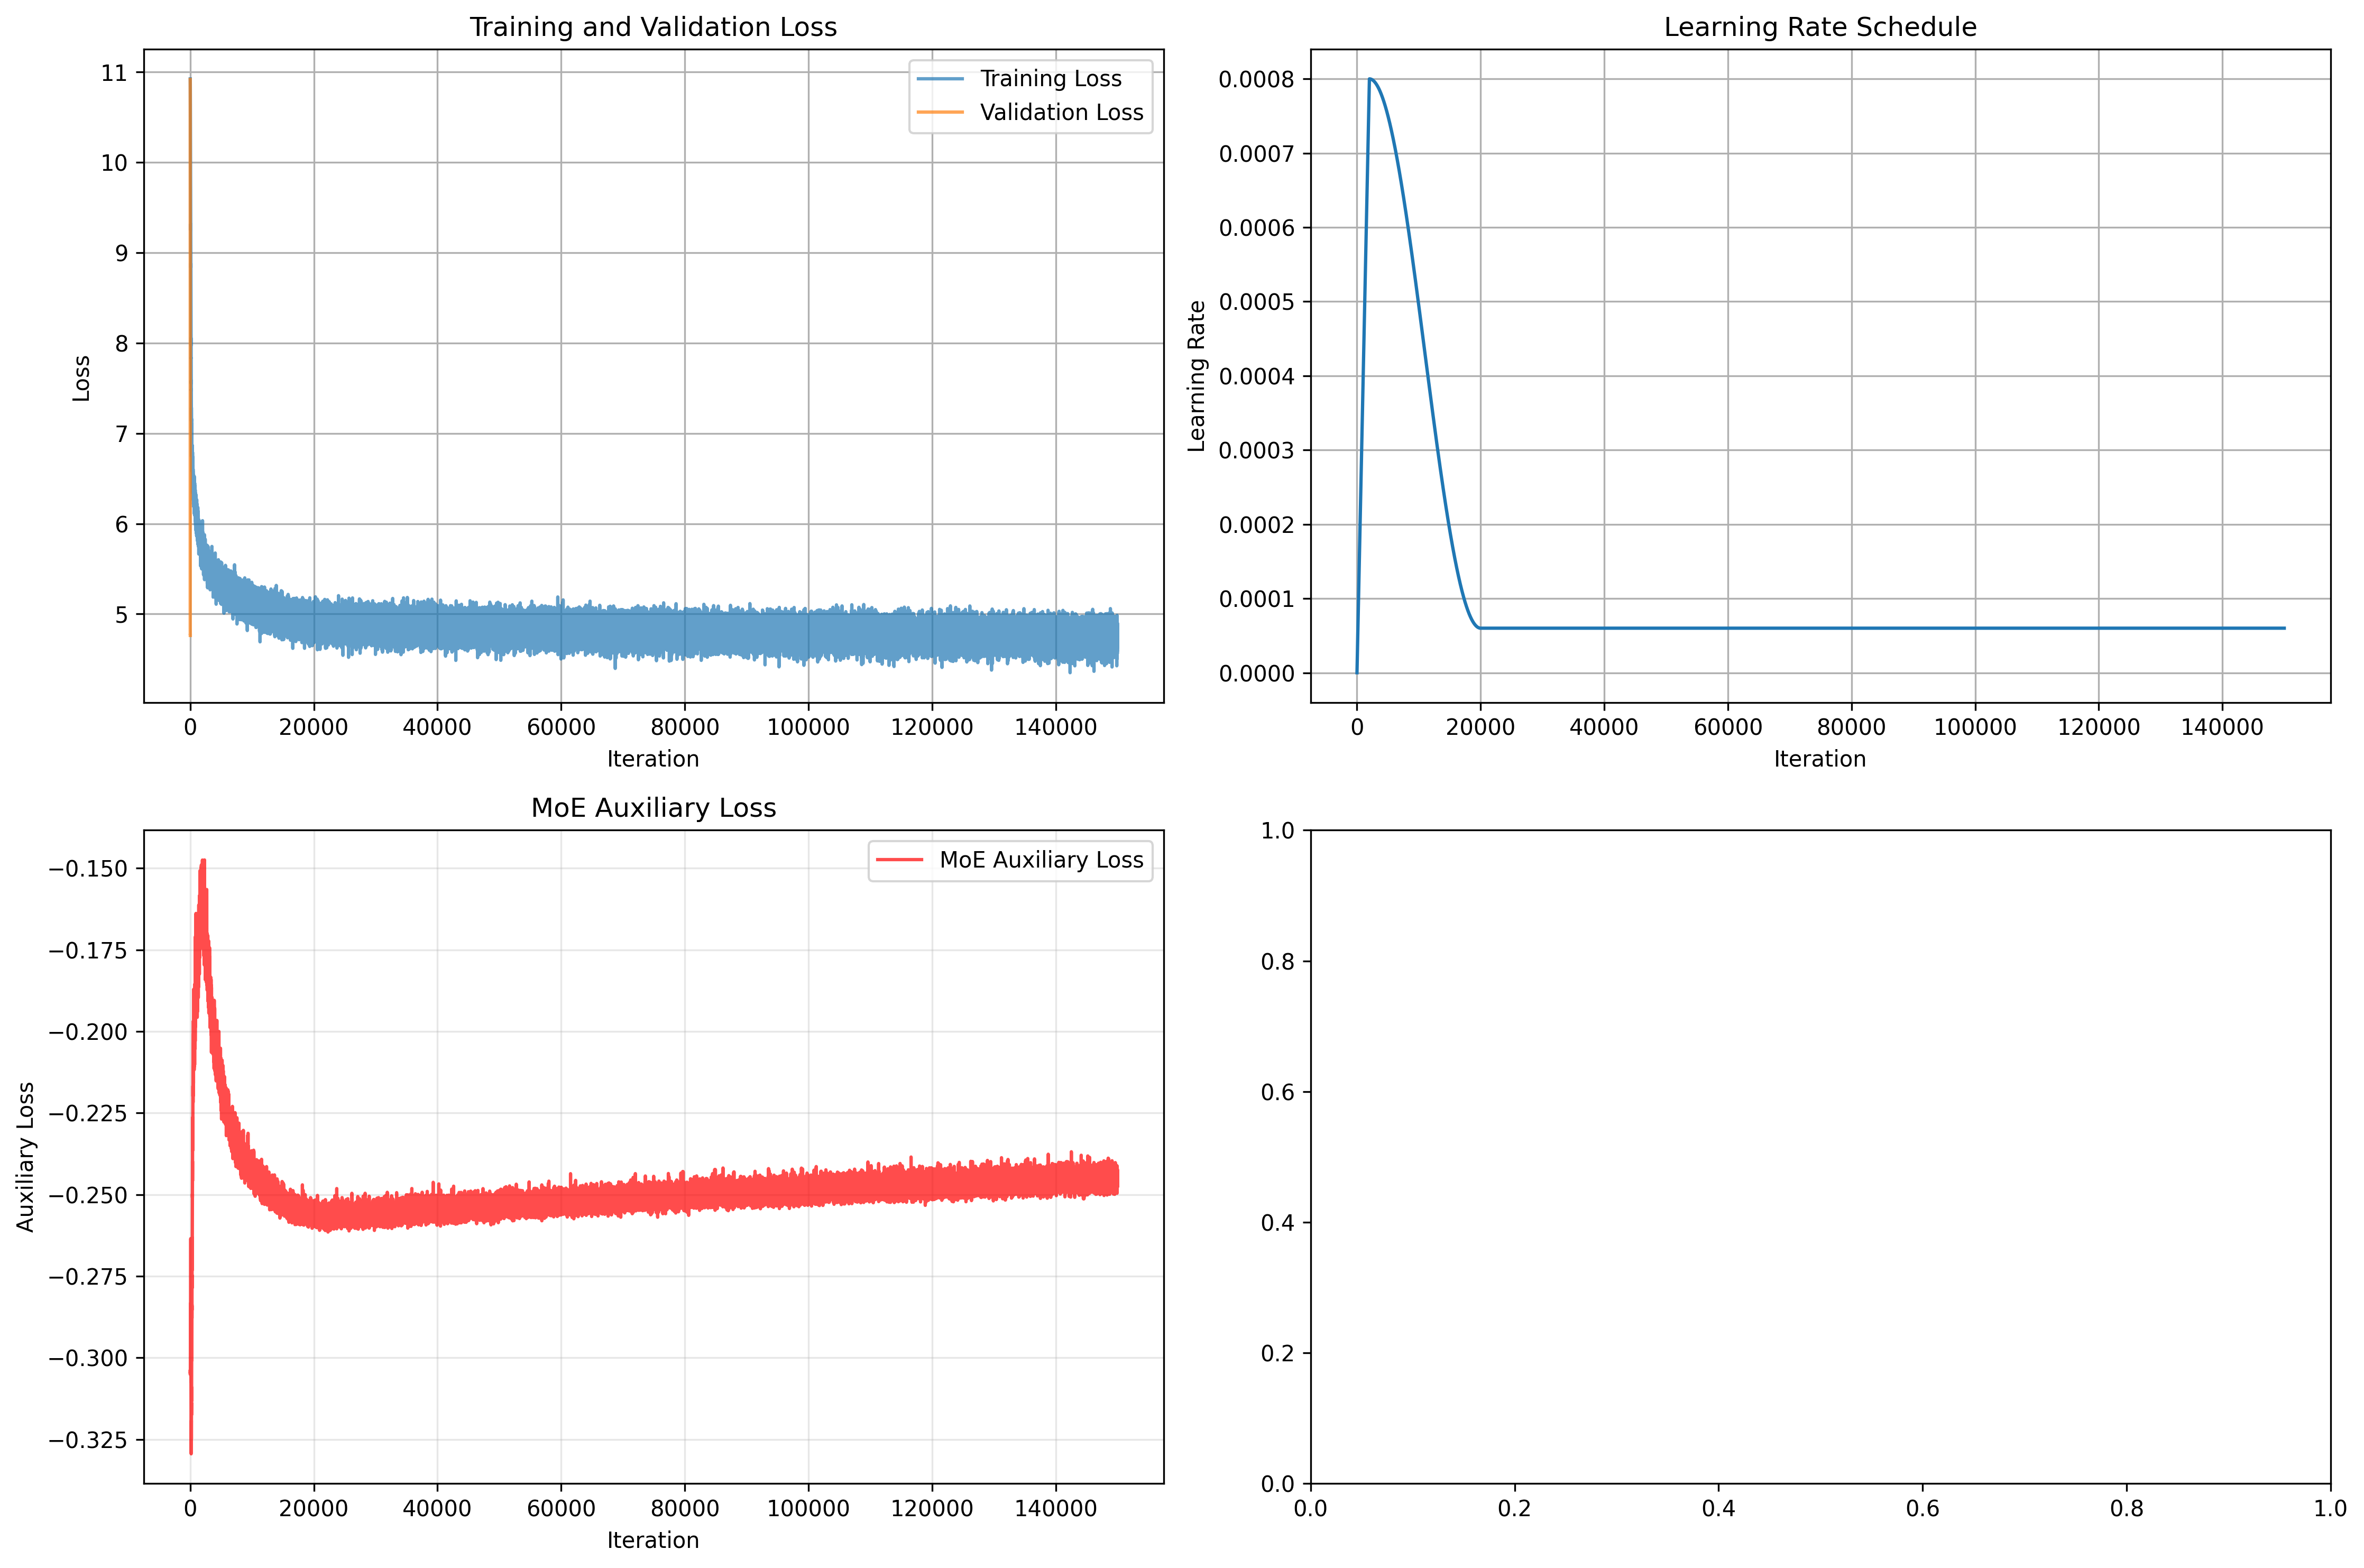 Training and Validation Loss
11
10
9
8
7
6
5
Loss
Training Loss
Validation Loss
0 20000 40000 60000 80000 100000 120000 140000
Iteration
Learning Rate Schedule
0.0008
0.0007
0.0006
0.0005
0.0004
0.0003
0.0002
0.0001
0.0000
Learning Rate
0 20000 40000 60000 80000 100000 120000 140000
Iteration
MoE Auxiliary Loss
−0.150
−0.175
−0.200
−0.225
−0.250
−0.275
−0.300
−0.325
Auxiliary Loss
MoE Auxiliary Loss
0 20000 40000 60000 80000 100000 120000 140000
Iteration
1.0
0.8
0.6
0.4
0.2
0.0
0.0 0.2 0.4 0.6 0.8 1.0